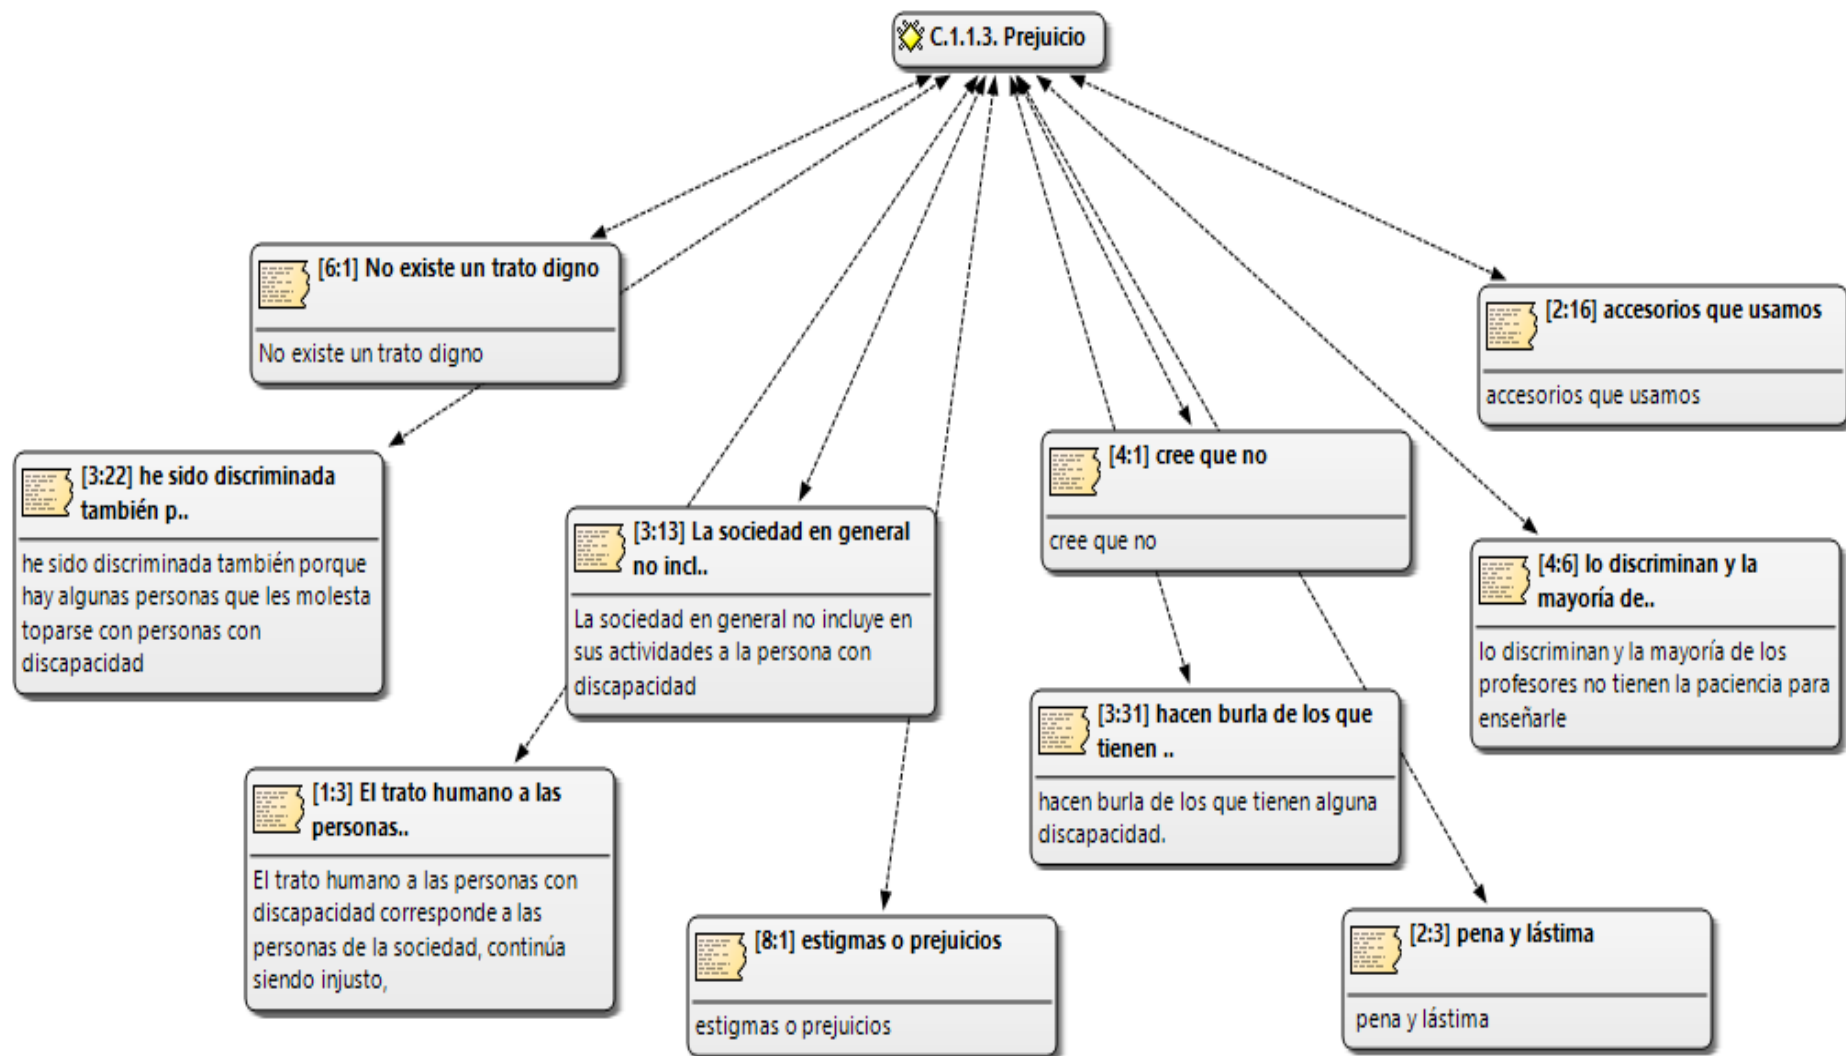 C.1.1.3. Prejuicio
[6:1] No existe un trato digno
No existe un trato digno
[2:16] accesorios que usamos
accesorios que usamos
[3:22] he sido discriminada
también p..
he sido discriminada también porque
hay algunas personas que les molesta
toparse con personas con
discapacidad
[3:13] La sociedad en general
no incl..
La sociedad en general no incluye en
sus actividades a la persona con
discapacidad
[4:1] cree que no
cree que no
[4:6] lo discriminan y la
mayoría de..
lo discriminan y la mayoría de los
profesores no tienen la paciencia para
enseñarle
[1:3] El trato humano a las
personas..
El trato humano a las personas con
discapacidad corresponde a las
personas de la sociedad, continúa
siendo injusto,
[3:31] hacen burla de los que
tienen ..
hacen burla de los que tienen alguna
discapacidad.
[8:1] estigmas o prejuicios
estigmas o prejuicios
[2:3] pena y lástima
pena y lástima